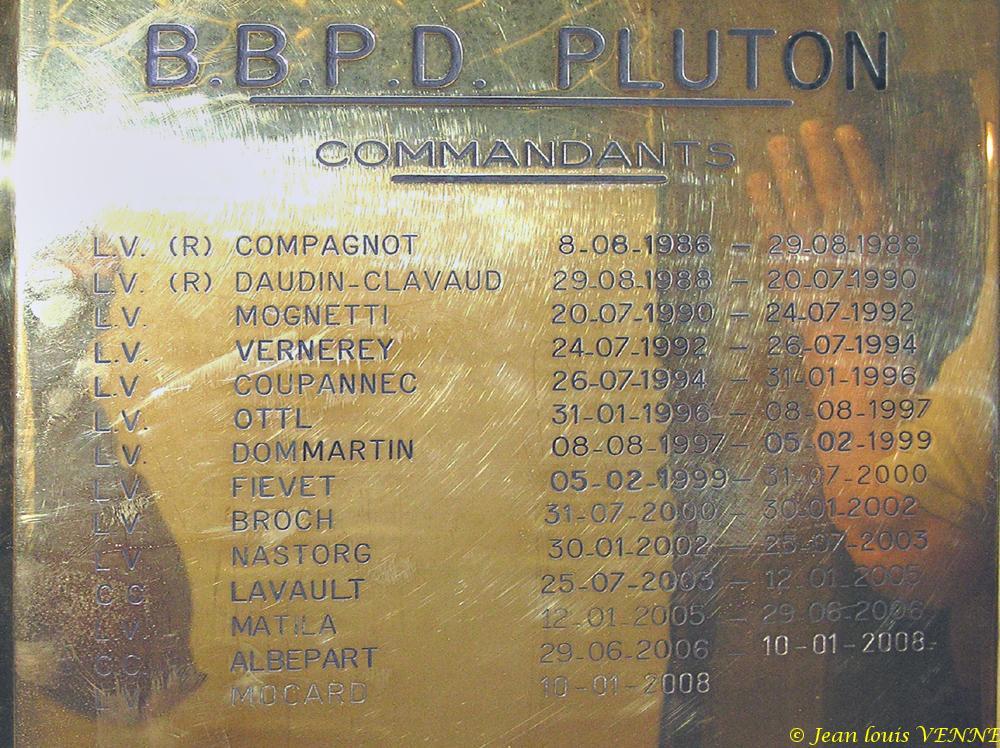 B.B.P.D. PLUTON
COMMANDANTS
L.V. (R) COMPAGNOT 8-08-1986 - 29-08-1988
L.V. (R) DAUDIN-CLAVAUD 29-08-1988 - 20-07-1990
L.V. MOGNETTI 20-07-1990 - 24-07-1992
L.V. VERNEREY 24-07-1992 - 26-07-1994
L.V. COUPANNEC 26-07-1994 - 31-01-1996
L.V. OTTL 31-01-1996 - 08-08-1997
L.V. DOMMARTIN 08-08-1997 - 05-02-1999
L.V. FIEVET 05-02-1999 - 31-07-2000
L.V. BROCH 31-07-2000 - 30-01-2002
L.V. NASTORG 30-01-2002 - 25-07-2003
C.C. LAVAULT 25-07-2003 - 12-01-2005
L.V. MATILA 12-01-2005 - 29-06-2006
C.C. ALBEPART 29-06-2006 - 10-01-2008
L.V. MOCARD 10-01-2008
© Jean louis VENNE